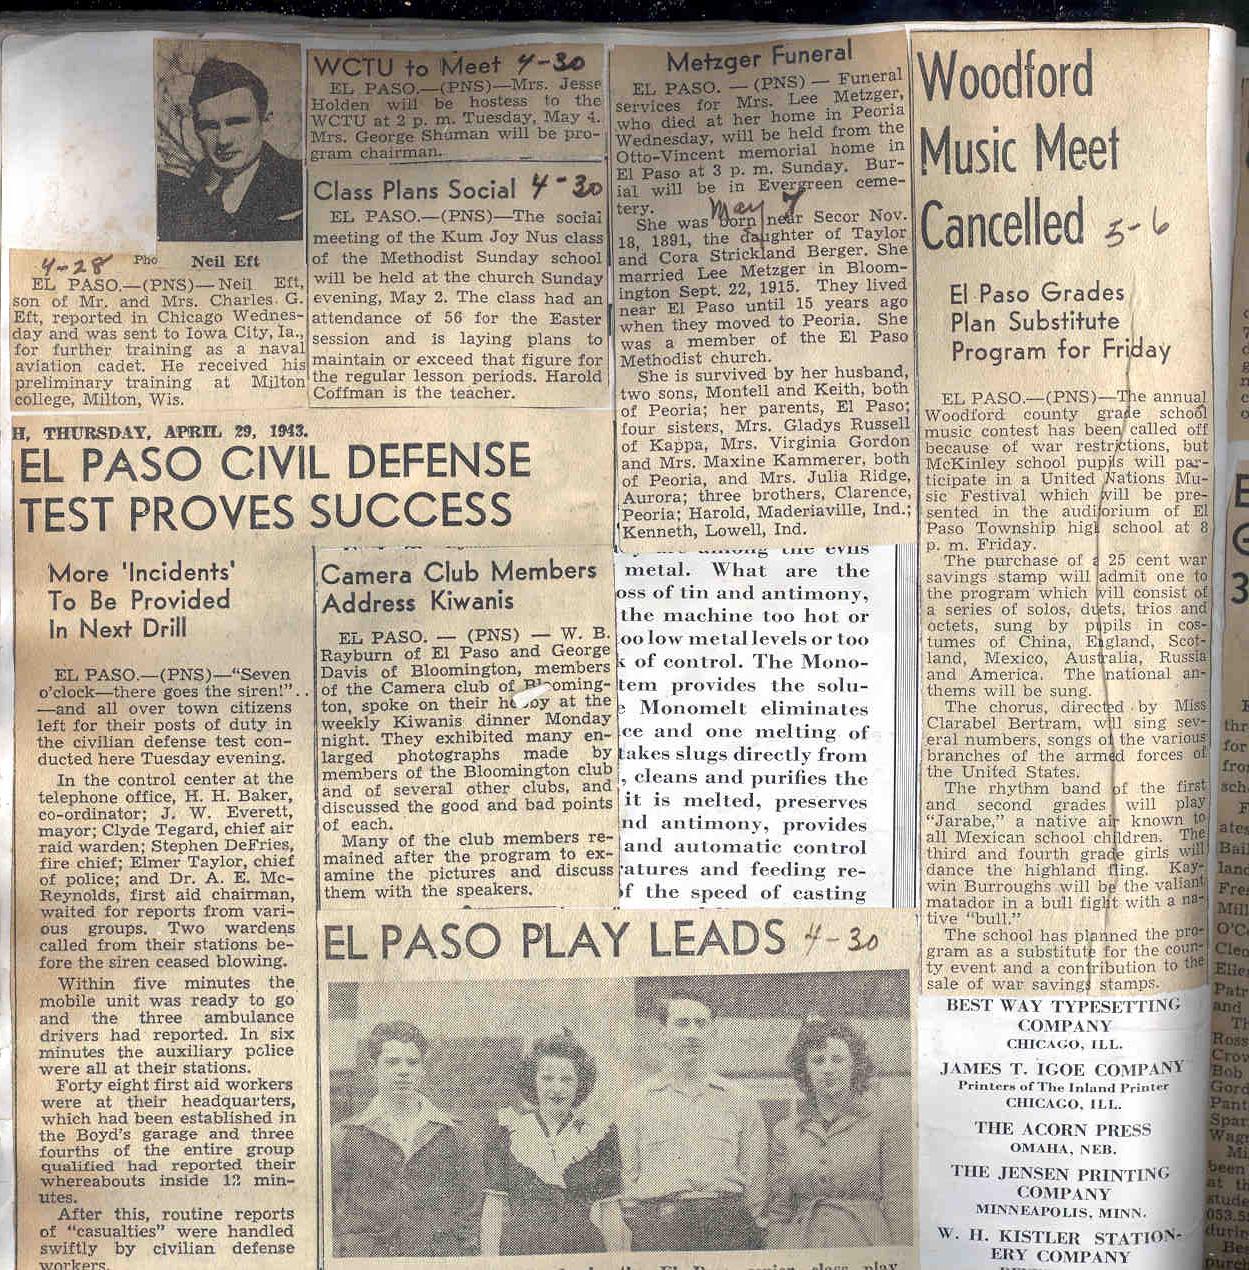 4-28 Pho Neil Eft
EL PASO.—(PNS)—Neil Eft,
son of Mr. and Mrs. Charles G.
Eft, reported in Chicago Wednes-
day and was sent to Iowa City, Ia.,
for further training as a naval
aviation cadet. He received his
preliminary training at Milton
college, Milton, Wis.
WCTU to Meet 4-30
EL PASO.—(PNS)—Mrs. Jesse
Holden will be hostess to the
WCTU at 2 p. m. Tuesday, May 4.
Mrs. George Shuman will be pro-
gram chairman.
Class Plans Social 4-30
EL PASO.—(PNS)—The social
meeting of the Kum Joy Nus class
of the Methodist Sunday school
will be held at the church Sunday
evening, May 2. The class had an
attendance of 56 for the Easter
session and is laying plans to
maintain or exceed that figure for
the regular lesson periods. Harold
Coffman is the teacher.
Metzger Funeral
EL PASO. — (PNS) — Funeral
services for Mrs. Lee Metzger,
who died at her home in Peoria
Wednesday, will be held from the
Otto-Vincent memorial home in
El Paso at 3 p. m. Sunday. Bur-
ial will be in Evergreen ceme-
tery.
May 7
She was born near Secor Nov.
18, 1891, the daughter of Taylor
and Cora Strickland Berger. She
married Lee Metzger in Bloom-
ington Sept. 22, 1915. They lived
near El Paso until 15 years ago
when they moved to Peoria. She
was a member of the El Paso
Methodist church.
She is survived by her husband,
two sons, Montell and Keith, both
of Peoria; her parents, El Paso;
four sisters, Mrs. Gladys Russell
of Kappa, Mrs. Virginia Gordon
and Mrs. Maxine Kammerer, both
of Peoria, and Mrs. Julia Ridge,
Aurora; three brothers, Clarence,
Peoria; Harold, Maderiaville, Ind.;
Kenneth, Lowell, Ind.
Woodford
Music Meet
Cancelled 5-6
El Paso Grades
Plan Substitute
Program for Friday
EL PASO.—(PNS)—The annual
Woodford county grade school
music contest has been called off
because of war restrictions, but
McKinley school pupils will par-
ticipate in a United Nations Mu-
sic Festival which will be pre-
sented in the auditorium of El
Paso Township high school at 8
p. m. Friday.
The purchase of a 25 cent war
savings stamp will admit one to
the program which will consist of
a series of solos, duets, trios and
octets, sung by pupils in cos-
tumes of China, England, Scot-
land, Mexico, Australia, Russia
and America. The national an-
thems will be sung.
The chorus, directed by Miss
Clarabel Bertram, will sing sev-
eral numbers, songs of the various
branches of the armed forces of
the United States.
The rhythm band of the first
and second grades will play
"Jarabe," a native air known to
all Mexican school children. The
third and fourth grade girls will
dance the highland fling. Kay-
win Burroughs will be the valiant
matador in a bull fight with a na-
tive "bull."
The school has planned the pro-
gram as a substitute for the coun-
ty event and a contribution to the
sale of war savings stamps.
H, THURSDAY, APRIL 29, 1943.
EL PASO CIVIL DEFENSE
TEST PROVES SUCCESS
More 'Incidents'
To Be Provided
In Next Drill
EL PASO.—(PNS)—"Seven
o'clock—there goes the siren!"..
—and all over town citizens
left for their posts of duty in
the civilian defense test con-
ducted here Tuesday evening.
In the control center at the
telephone office, H. H. Baker,
co-ordinator; J. W. Everett,
mayor; Clyde Tegard, chief air
raid warden; Stephen DeFries,
fire chief; Elmer Taylor, chief
of police; and Dr. A. E. Mc-
Reynolds, first aid chairman,
waited for reports from vari-
ous groups. Two wardens
called from their stations be-
fore the siren ceased blowing.
Within five minutes the
mobile unit was ready to go
and the three ambulance
drivers had reported. In six
minutes the auxiliary police
were all at their stations.
Forty eight first aid workers
were at their headquarters,
which had been established in
the Boyd's garage and three
fourths of the entire group
qualified had reported their
whereabouts inside 12 min-
utes.
After this, routine reports
of "casualties" were handled
swiftly by civilian defense
workers.
Camera Club Members
Address Kiwanis
EL PASO. — (PNS) — W. B.
Rayburn of El Paso and George
Davis of Bloomington, members
of the Camera club of Blooming-
ton, spoke on their hobby at the
weekly Kiwanis dinner Monday
night. They exhibited many en-
larged photographs made by
members of the Bloomington club
and of several other clubs, and
discussed the good and bad points
of each.
Many of the club members re-
mained after the program to ex-
amine the pictures and discuss
them with the speakers.
among the evils
metal. What are the
oss of tin and antimony,
the machine too hot or
oo low metal levels or too
of control. The Mono-
tem provides the solu-
Monomelt eliminates
ce and one melting of
takes slugs directly from
, cleans and purifies the
it is melted, preserves
nd antimony, provides
and automatic control
atures and feeding re-
of the speed of casting
EL PASO PLAY LEADS 4-30
BEST WAY TYPESETTING
COMPANY
CHICAGO, ILL.
JAMES T. IGOE COMPANY
Printers of The Inland Printer
CHICAGO, ILL.
THE ACORN PRESS
OMAHA, NEB.
THE JENSEN PRINTING
COMPANY
MINNEAPOLIS, MINN.
W. H. KISTLER STATION-
ERY COMPANY